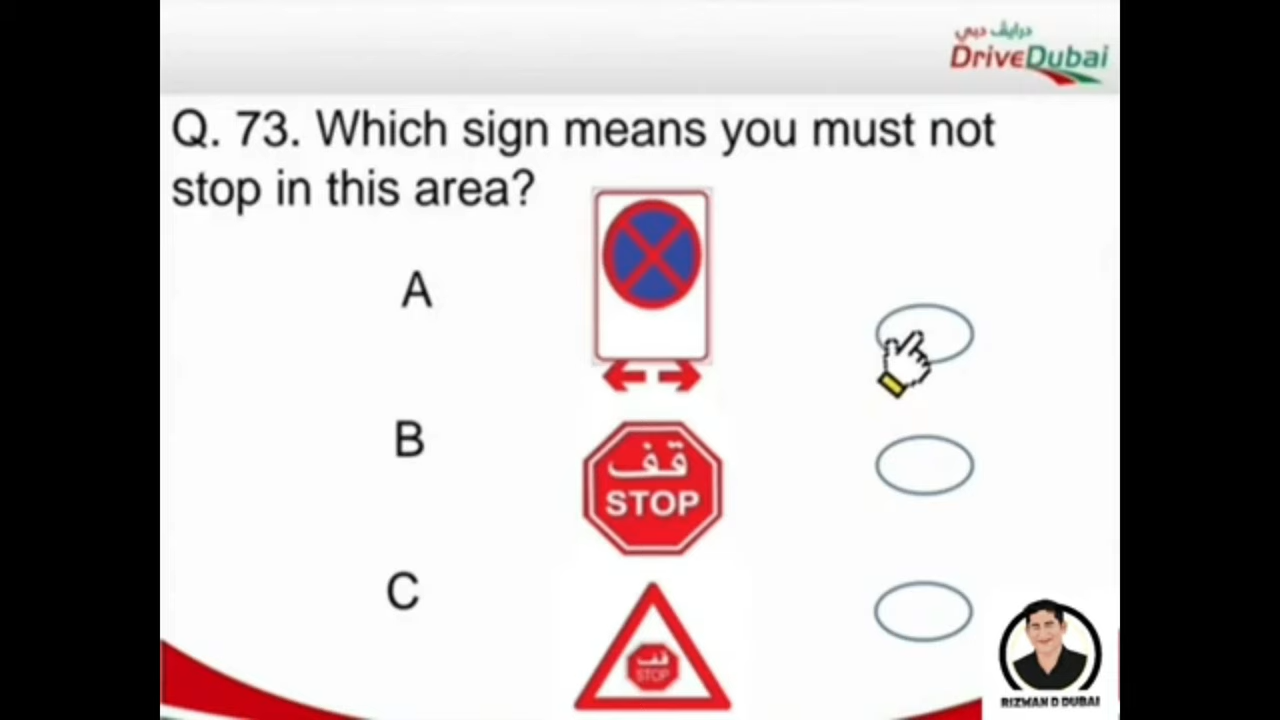 درايف دبي
DriveDubai
Q. 73. Which sign means you must not
stop in this area?
A
B
قف
STOP
C
قف
STOP
RIZWAN D DUBAI